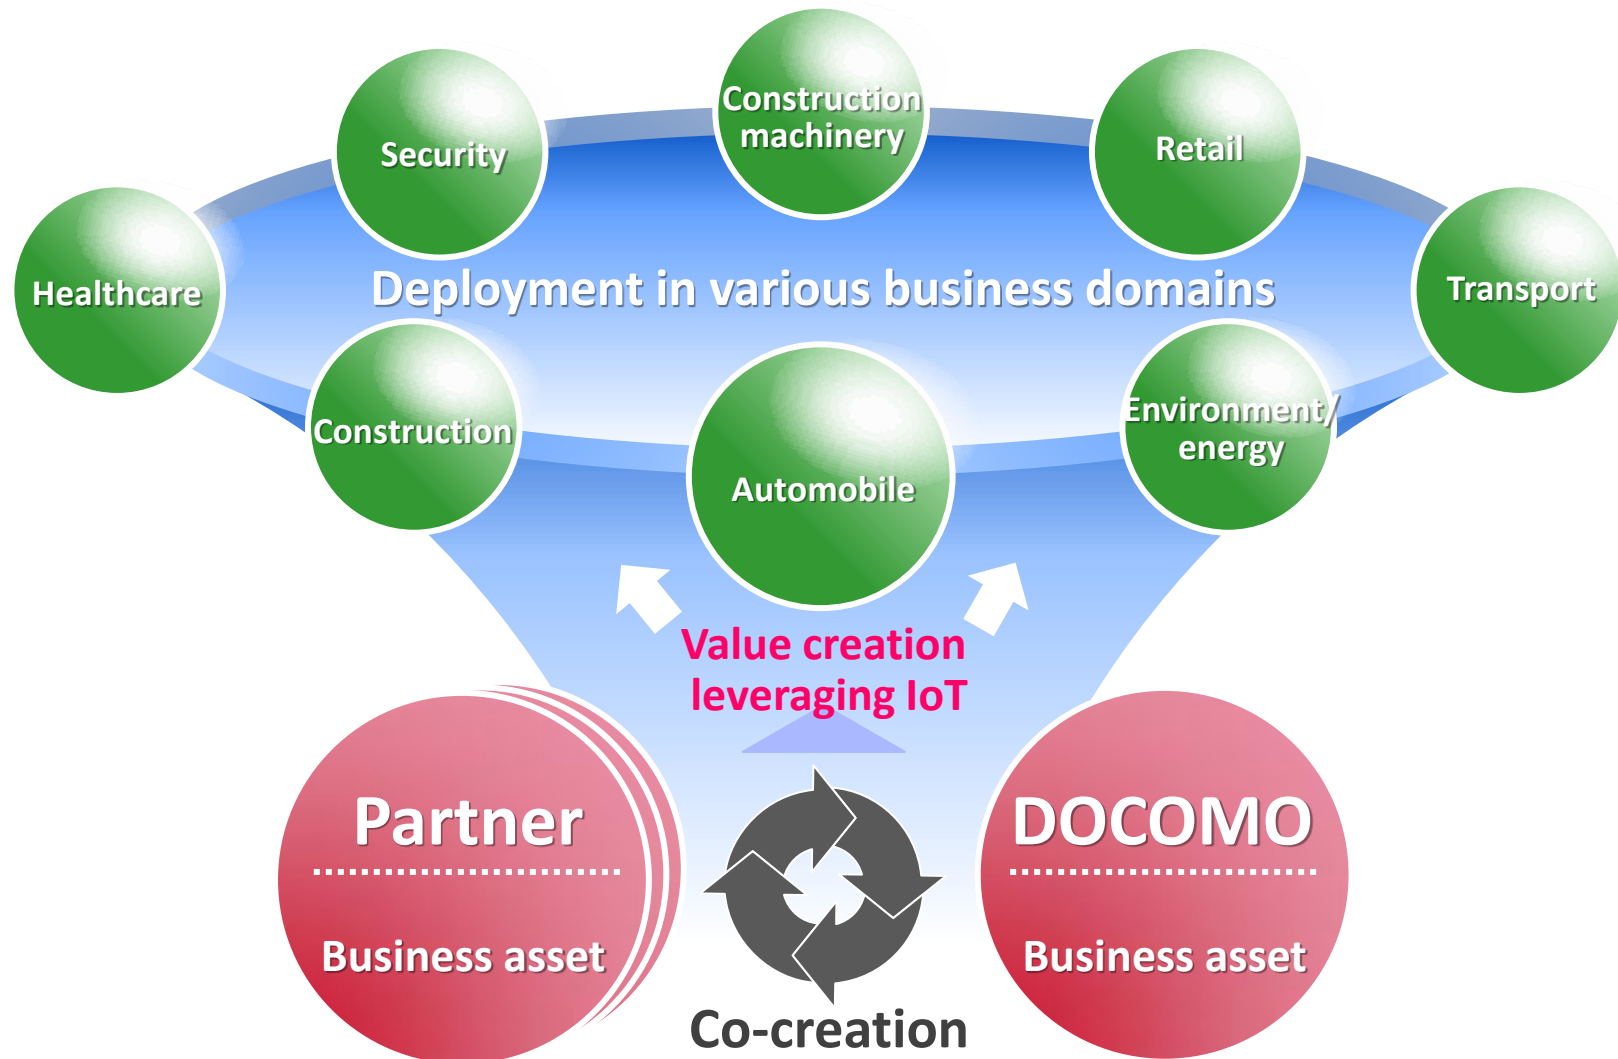 Construction
machinery
Security
Retail
Healthcare
Deployment in various business domains
Transport
Construction
Automobile
Environment/
energy
Value creation
leveraging IoT
Partner
Business asset
DOCOMO
Business asset
Co-creation